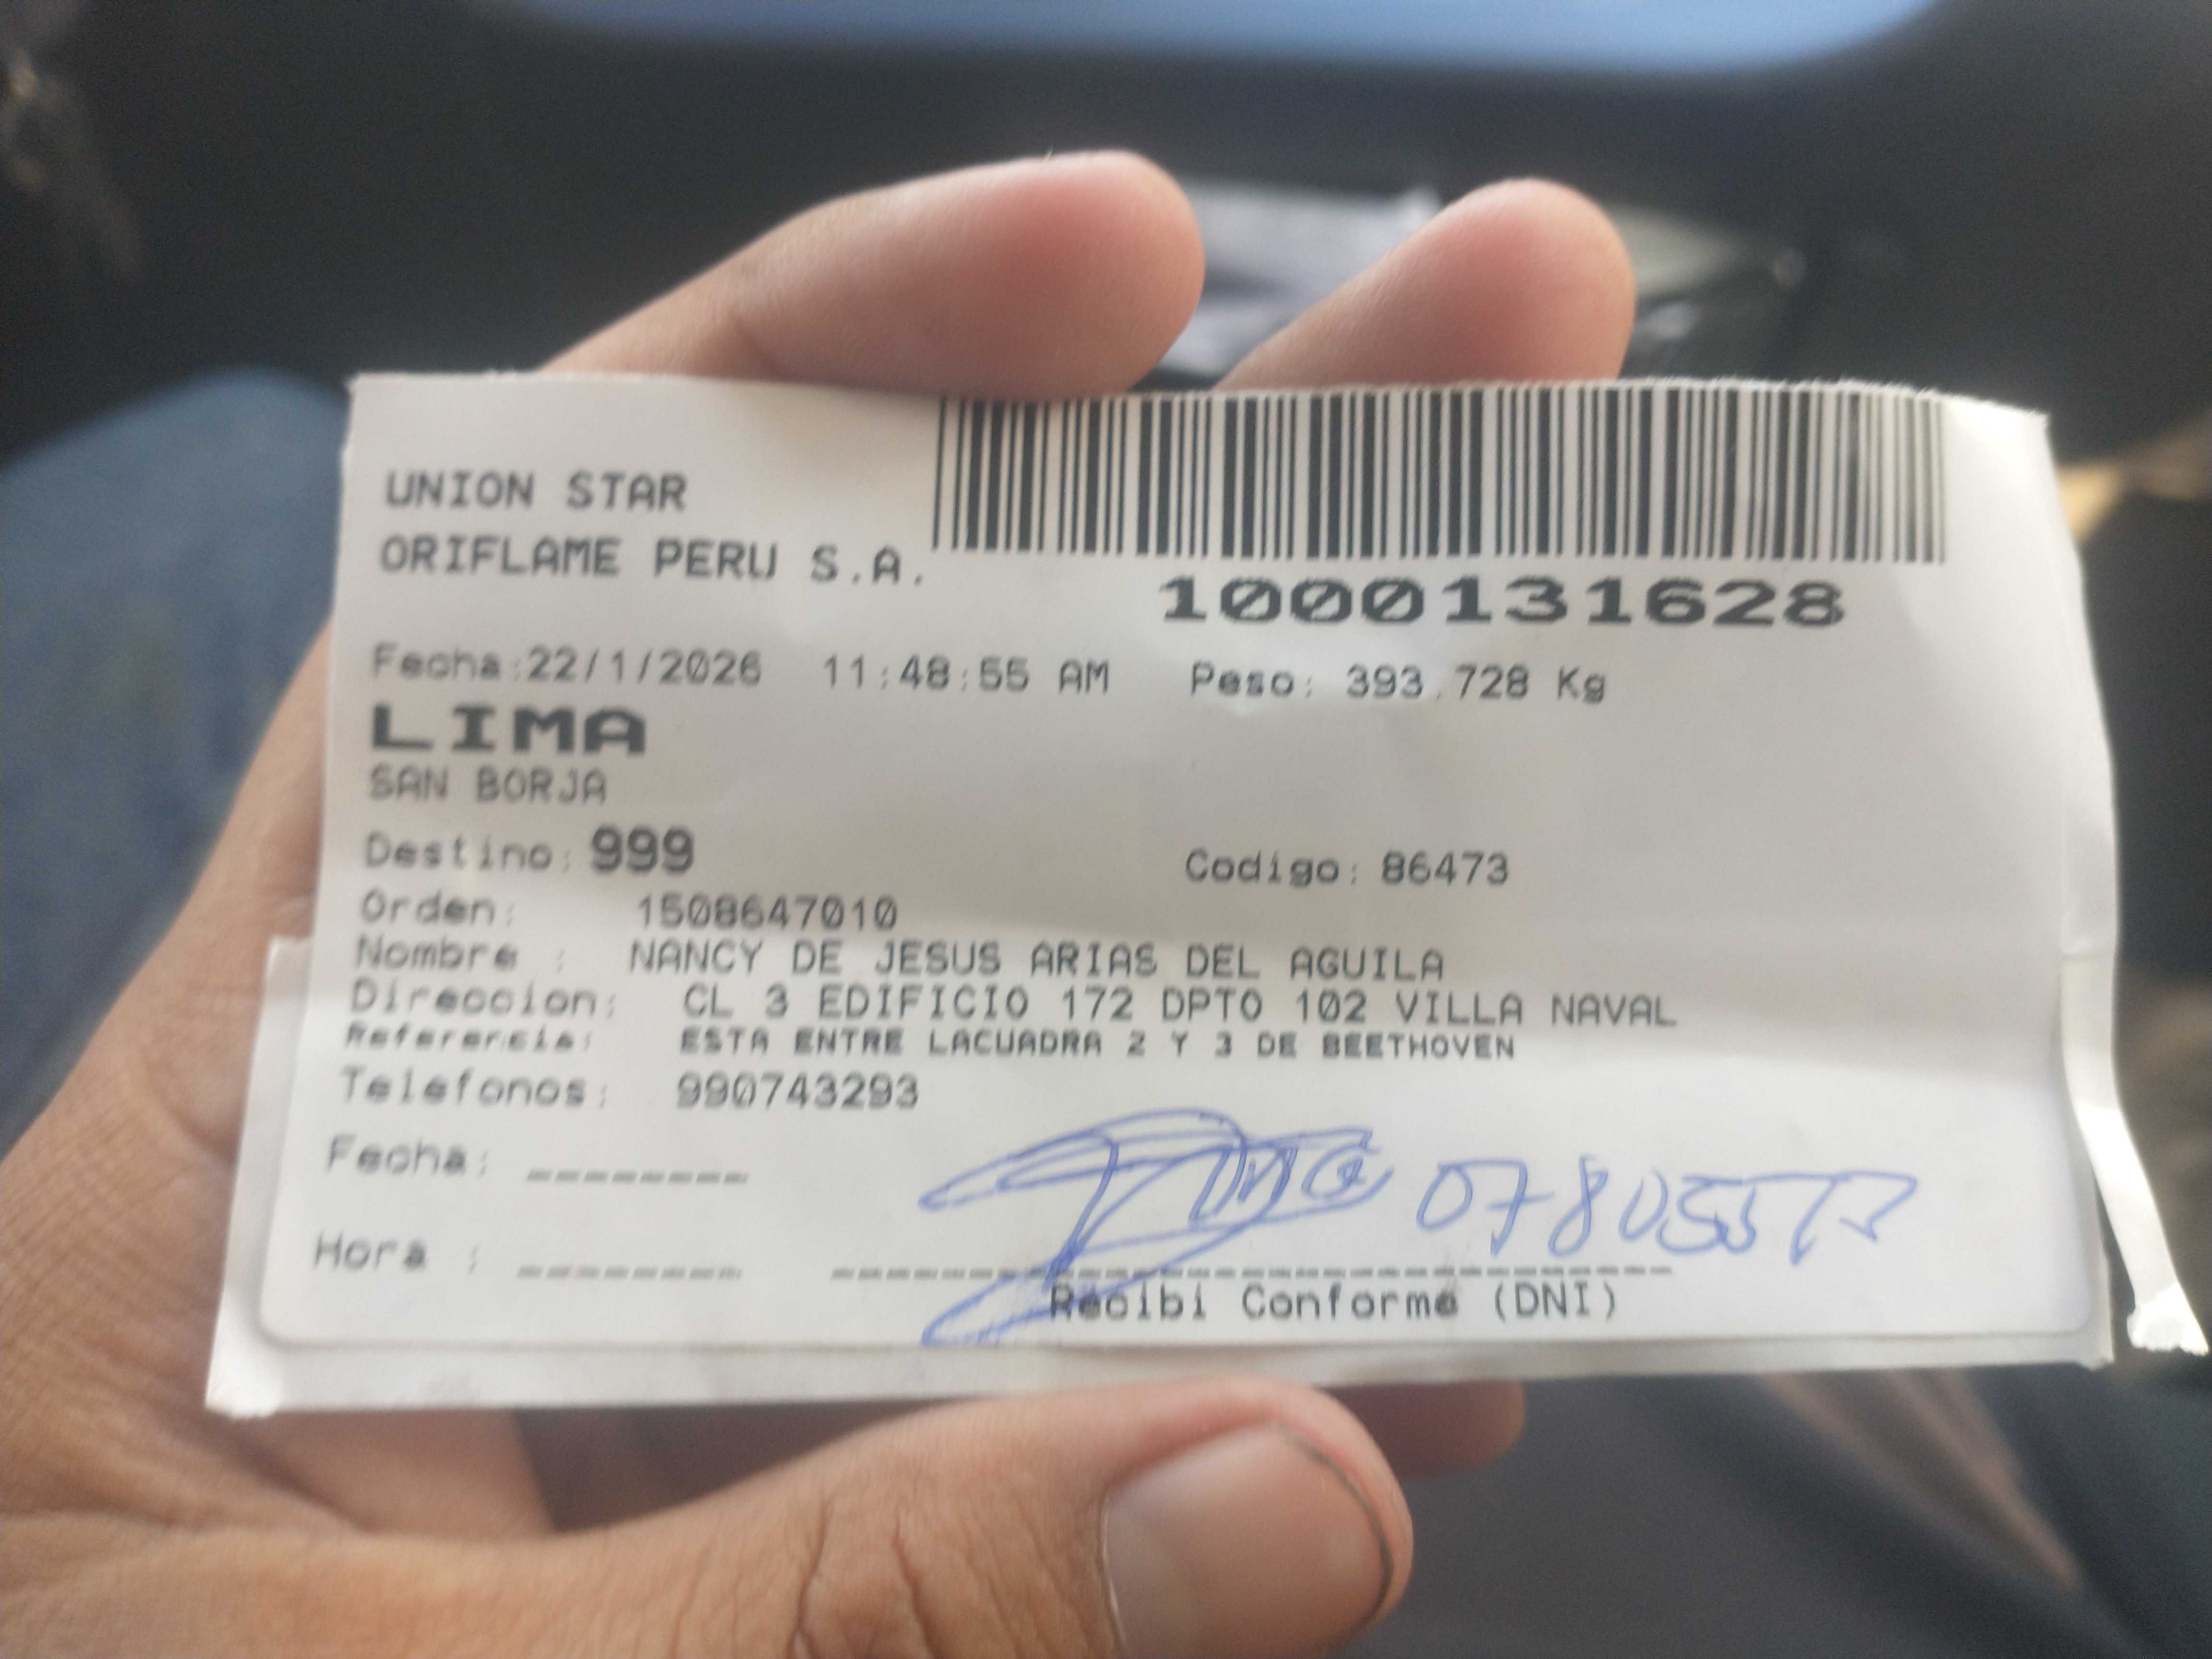 UNION STAR
ORIFLAME PERU S.A.
1000131628
Fecha:22/1/2026 11:48:55 AM Peso: 393.728 Kg
LIMA
SAN BORJA
Destino: 999 Codigo: 86473
Orden: 1508647010
Nombre : NANCY DE JESUS ARIAS DEL AGUILA
Direccion: CL 3 EDIFICIO 172 DPTO 102 VILLA NAVAL
Referencia: ESTA ENTRE LACUADRA 2 Y 3 DE BEETHOVEN
Telefonos: 990743293
Fecha: --------
Hora : --------
Recibi Conforme (DNI)